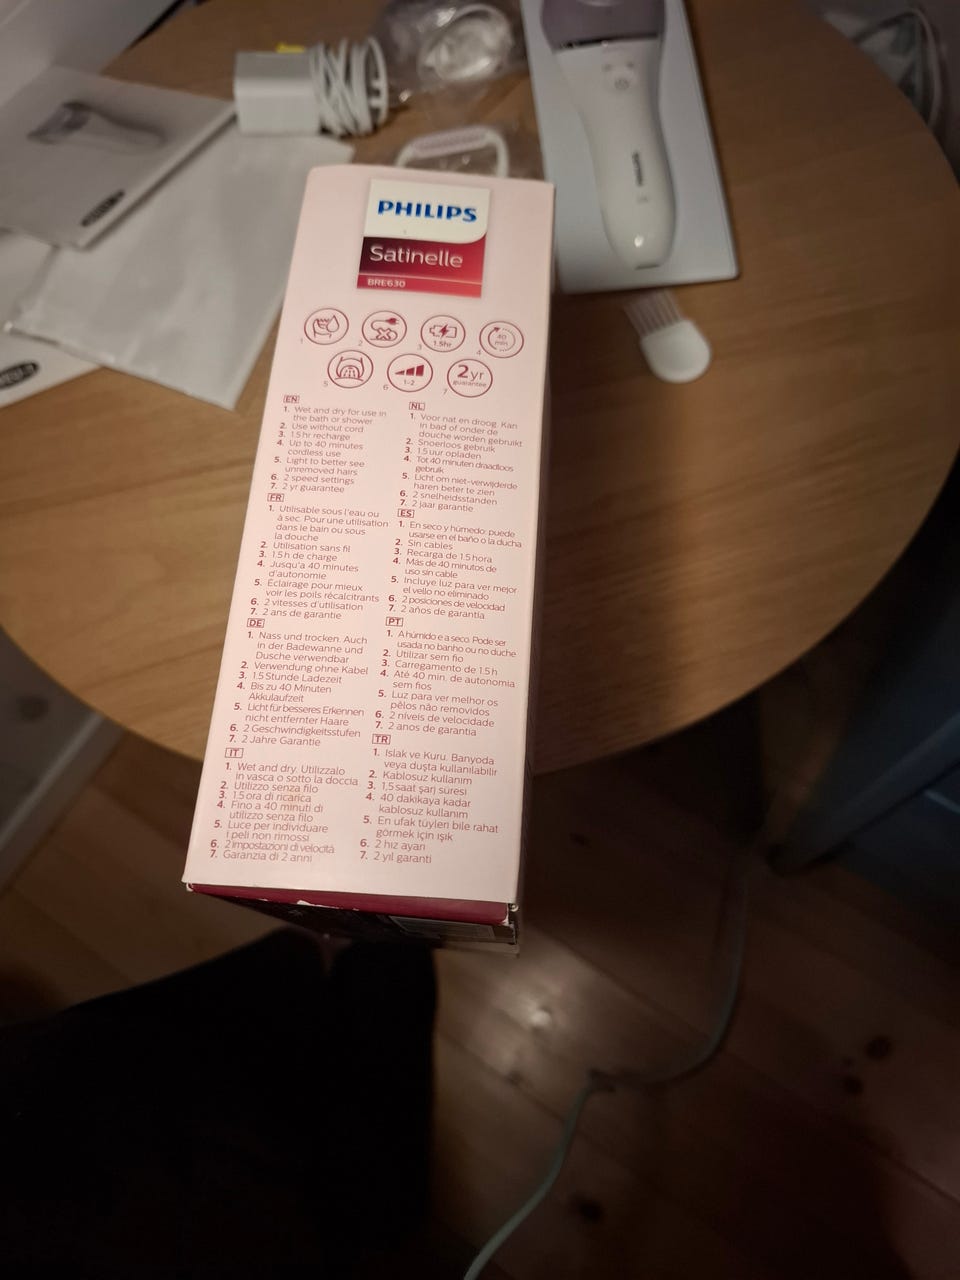 PHILIPS
Satinelle
BRE630
1
2
3
1.5hr
4
40
min.
5
6
1-2
7
2yr
guarantee
EN
1. Wet and dry for use in
the bath or shower
2. Use without cord
3. 1.5 hr recharge
4. Up to 40 minutes
cordless use
5. Light to better see
unremoved hairs
6. 2 speed settings
7. 2 yr guarantee
FR
1. Utilisable sous l'eau ou
à sec. Pour une utilisation
dans le bain ou sous
la douche
2. Utilisation sans fil
3. 1.5 h de charge
4. Jusqu'a 40 minutes
d'autonomie
5. Éclairage pour mieux
voir les poils récalcitrants
6. 2 vitesses d'utilisation
7. 2 ans de garantie
DE
1. Nass und trocken. Auch
in der Badewanne und
Dusche verwendbar
2. Verwendung ohne Kabel
3. 1.5 Stunde Ladezeit
4. Bis zu 40 Minuten
Akkulaufzeit
5. Licht für besseres Erkennen
nicht entfernter Haare
6. 2 Geschwindigkeitsstufen
7. 2 Jahre Garantie
IT
1. Wet and dry. Utilizzalo
in vasca o sotto la doccia
2. Utilizzo senza filo
3. 1.5 ora di ricarica
4. Fino a 40 minuti di
utilizzo senza filo
5. Luce per individuare
i peli non rimossi
6. 2 impostazioni di velocità
7. Garanzia di 2 anni
NL
1. Voor nat en droog. Kan
in bad of onder de
douche worden gebruikt
2. Snoerloos gebruik
3. 1.5 uur opladen
4. Tot 40 minuten draadloos
gebruik
5. Licht om niet-verwijderde
haren beter te zien
6. 2 snelheidsstanden
7. 2 jaar garantie
ES
1. En seco y húmedo: puede
usarse en el baño o la ducha
2. Sin cables
3. Recarga de 1.5 hora
4. Más de 40 minutos de
uso sin cable
5. Incluye luz para ver mejor
el vello no eliminado
6. 2 posiciones de velocidad
7. 2 años de garantía
PT
1. A húmido e a seco. Pode ser
usada no banho ou no duche
2. Utilizar sem fio
3. Carregamento de 1.5 h
4. Até 40 min. de autonomia
sem fios
5. Luz para ver melhor os
pêlos não removidos
6. 2 níveis de velocidade
7. 2 anos de garantia
TR
1. Islak ve Kuru. Banyoda
veya duşta kullanılabilir
2. Kablosuz kullanım
3. 1,5 saat şarj süresi
4. 40 dakikaya kadar
kablosuz kullanım
5. En ufak tüyleri bile rahat
görmek için ışık
6. 2 hız ayarı
7. 2 yıl garanti